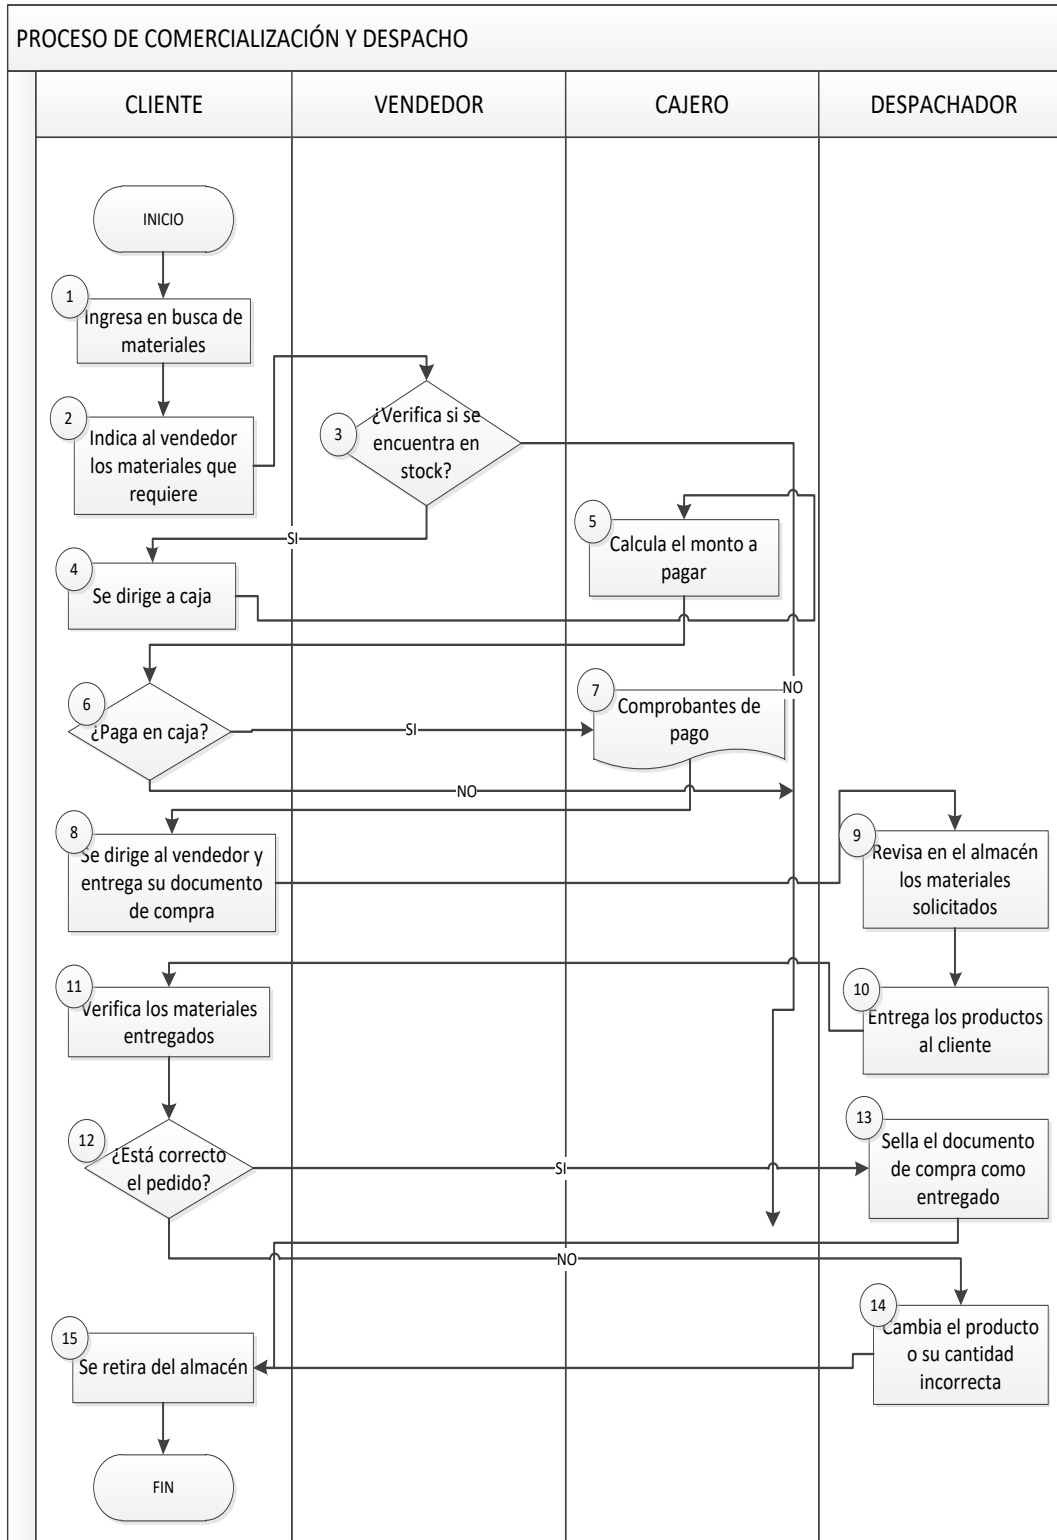 PROCESO DE COMERCIALIZACIÓN Y DESPACHO
CLIENTE
VENDEDOR
CAJERO
DESPACHADOR
INICIO
1
Ingresa en busca de
materiales
2
Indica al vendedor
los materiales que
requiere
3
¿Verifica si se
encuentra en
stock?
SI
4
Se dirige a caja
5
Calcula el monto a
pagar
6
¿Paga en caja?
SI
7
Comprobantes de
pago
NO
NO
8
Se dirige al vendedor y
entrega su documento
de compra
9
Revisa en el almacén
los materiales
solicitados
10
Entrega los productos
al cliente
11
Verifica los materiales
entregados
12
¿Está correcto
el pedido?
SI
13
Sella el documento
de compra como
entregado
NO
14
Cambia el producto
o su cantidad
incorrecta
15
Se retira del almacén
FIN